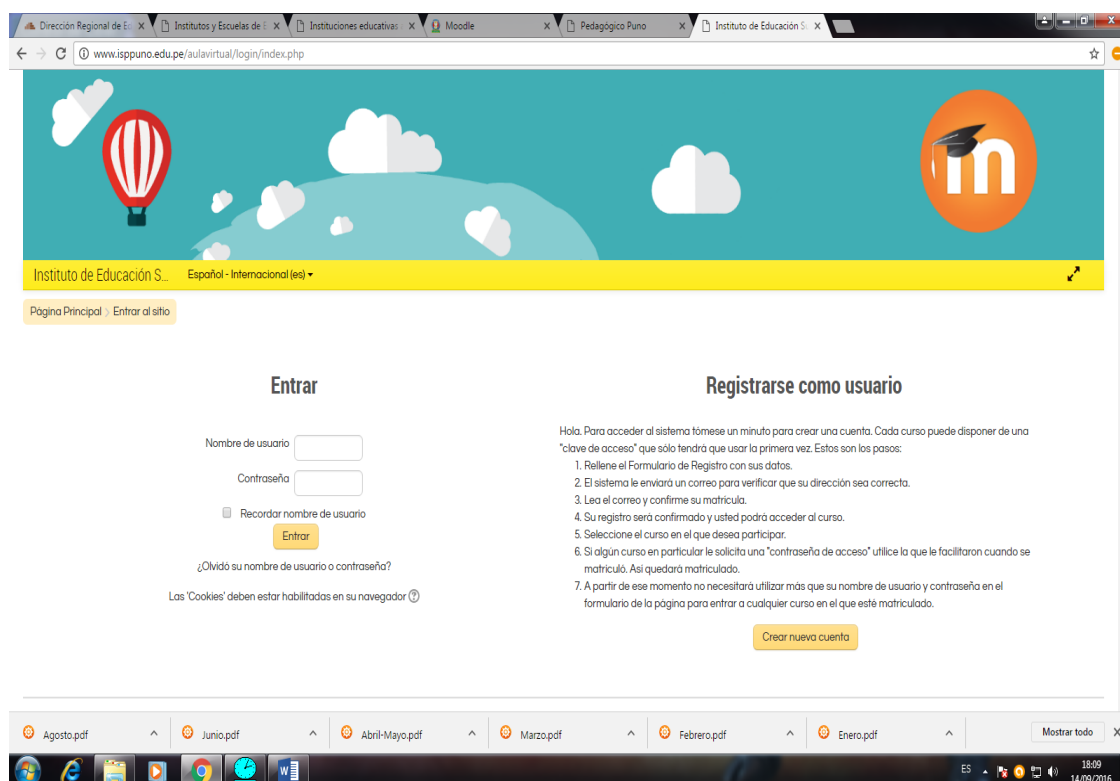 Dirección Regional de Ed
Institutos y Escuelas de E
Instituciones educativas
Moodle
Pedagógico Puno
Instituto de Educación Su
www.isppuno.edu.pe/aulavirtual/login/index.php
m
Instituto de Educación S...
Español - Internacional (es)
Página Principal
Entrar al sitio
Entrar
Nombre de usuario
Contraseña
Recordar nombre de usuario
Entrar
¿Olvidó su nombre de usuario o contraseña?
Las 'Cookies' deben estar habilitadas en su navegador
Registrarse como usuario
Hola. Para acceder al sistema tómese un minuto para crear una cuenta. Cada curso puede disponer de una
"clave de acceso" que sólo tendrá que usar la primera vez. Estos son los pasos:
1. Rellene el Formulario de Registro con sus datos.
2. El sistema le enviará un correo para verificar que su dirección sea correcta.
3. Lea el correo y confirme su matrícula.
4. Su registro será confirmado y usted podrá acceder al curso.
5. Seleccione el curso en el que desea participar.
6. Si algún curso en particular le solicita una "contraseña de acceso" utilice la que le facilitaron cuando se
matriculó. Así quedará matriculado.
7. A partir de ese momento no necesitará utilizar más que su nombre de usuario y contraseña en el
formulario de la página para entrar a cualquier curso en el que esté matriculado.
Crear nueva cuenta
Agosto.pdf
Junio.pdf
Abril-Mayo.pdf
Marzo.pdf
Febrero.pdf
Enero.pdf
Mostrar todo
ES
18:09
14/09/2016